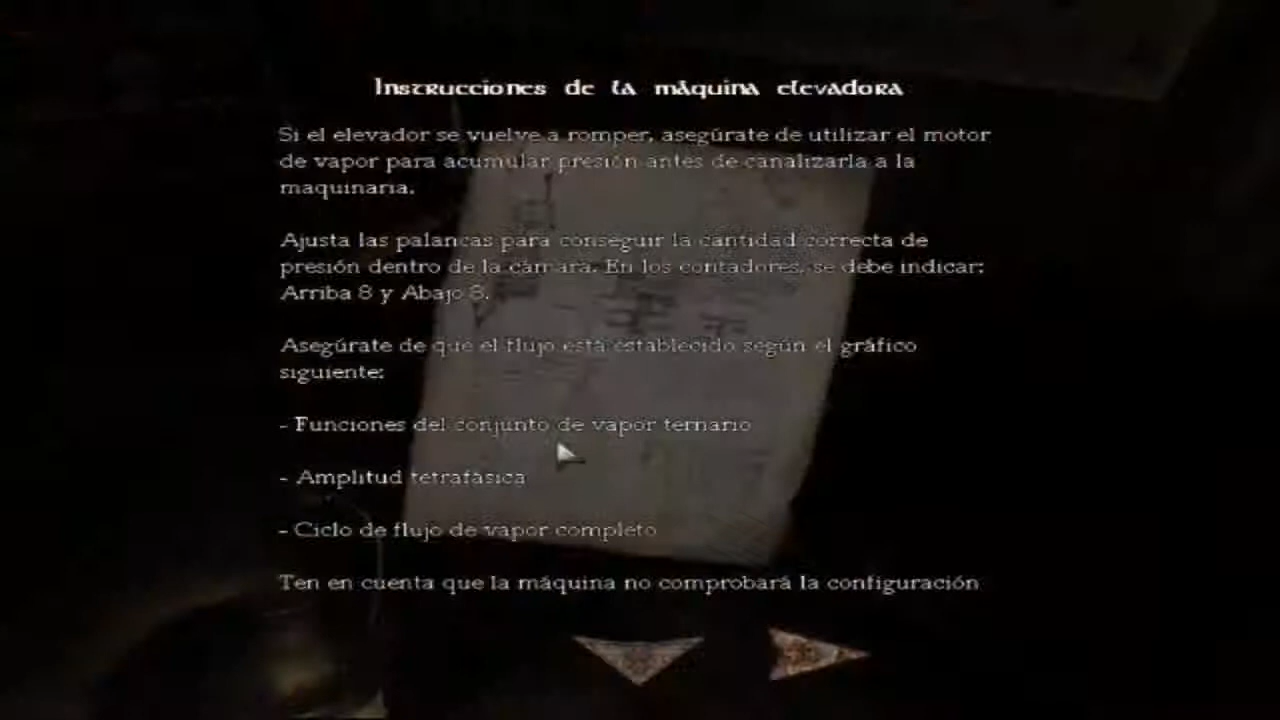 Instrucciones de la máquina elevadora
Si el elevador se vuelve a romper, asegúrate de utilizar el motor
de vapor para acumular presión antes de canalizarla a la
maquinaria.
Ajusta las palancas para conseguir la cantidad correcta de
presión dentro de la cámara. En los contadores, se debe indicar:
Arriba 8 y Abajo 8.
Asegúrate de que el flujo está establecido según el gráfico
siguiente:
- Funciones del conjunto de vapor ternario
- Amplitud tetrafásica
- Ciclo de flujo de vapor completo
Ten en cuenta que la máquina no comprobará la configuración